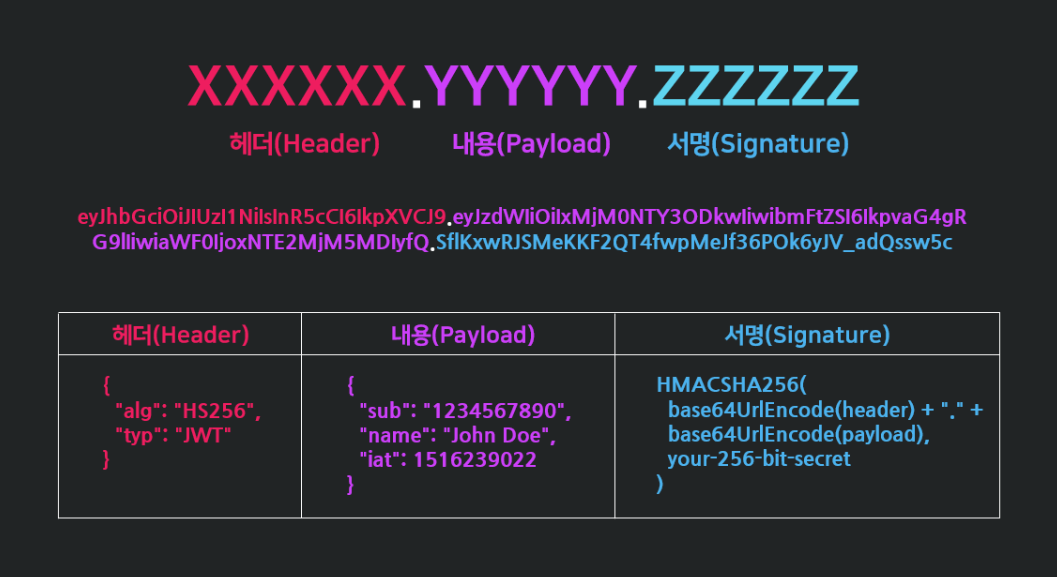 XXXXXX.YYYYYY.ZZZZZZ
헤더(Header) 내용(Payload) 서명(Signature)
eyJhbGciOiJIUzI1NiIsInR5cCI6IkpXVCJ9.eyJzdWIiOiIxMjM0NTY3ODkwIiwibmFtZSI6IkpvaG4gR
G9lIiwiaWF0IjoxNTE2MjM5MDIyfQ.SflKxwRJSMeKKF2QT4fwpMeJf36POk6yJV_adQssw5c
헤더(Header) 내용(Payload) 서명(Signature)
{
"alg": "HS256",
"typ": "JWT"
}
{
"sub": "1234567890",
"name": "John Doe",
"iat": 1516239022
}
HMACSHA256(
base64UrlEncode(header) + "." +
base64UrlEncode(payload),
your-256-bit-secret
)